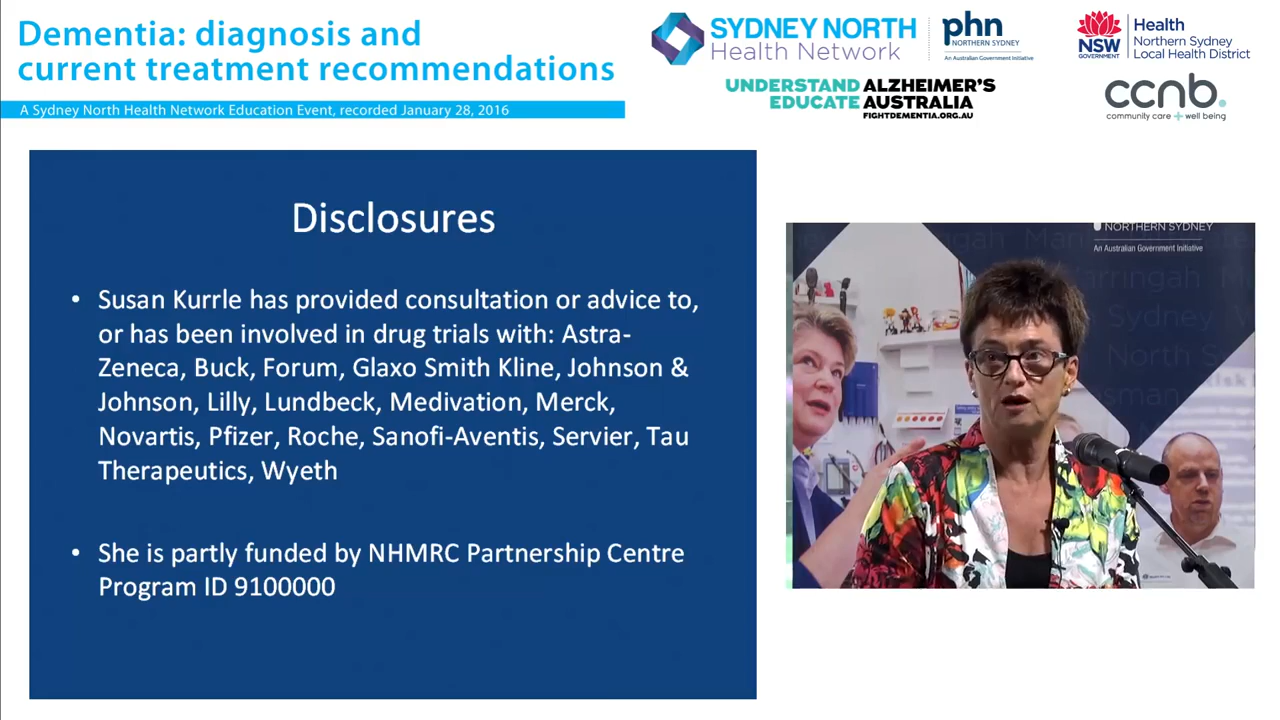 Dementia: diagnosis and
current treatment recommendations
A Sydney North Health Network Education Event, recorded January 28, 2016
SYDNEY NORTH
Health Network
phn
NORTHERN SYDNEY
An Australian Government Initiative
NSW
GOVERNMENT
Health
Northern Sydney
Local Health District
UNDERSTAND ALZHEIMER'S
EDUCATE AUSTRALIA
FIGHTDEMENTIA.ORG.AU
ccnb.
community care + well being
Disclosures
• Susan Kurrle has provided consultation or advice to,
or has been involved in drug trials with: Astra-
Zeneca, Buck, Forum, Glaxo Smith Kline, Johnson &
Johnson, Lilly, Lundbeck, Medivation, Merck,
Novartis, Pfizer, Roche, Sanofi-Aventis, Servier, Tau
Therapeutics, Wyeth
• She is partly funded by NHMRC Partnership Centre
Program ID 9100000
NORTHERN SYDNEY
An Australian Government Initiative
Sydney
North S